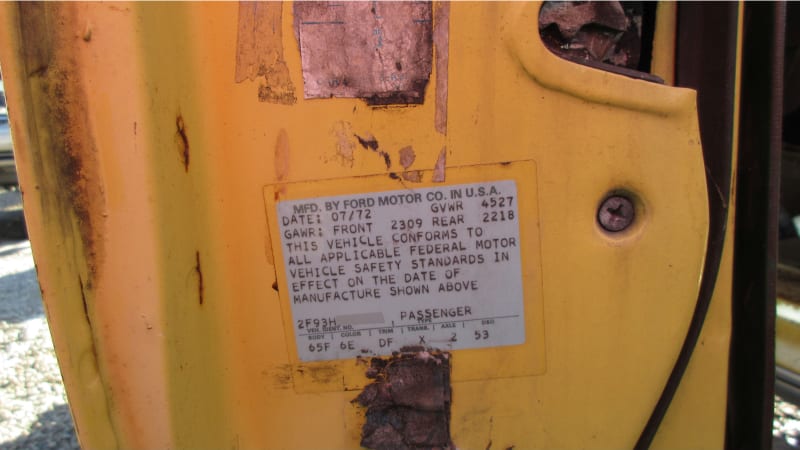 MFD. BY FORD MOTOR CO. IN U.S.A.
DATE: 07/72 GVWR 4527
GAWR: FRONT 2309 REAR 2218
THIS VEHICLE CONFORMS TO
ALL APPLICABLE FEDERAL MOTOR
VEHICLE SAFETY STANDARDS IN
EFFECT ON THE DATE OF
MANUFACTURE SHOWN ABOVE
2F93H PASSENGER
VEH. IDENT. NO. TYPE
BODY | COLOR | TRIM | TRANS. | AXLE | DSO
65F 6E DF X 2 53